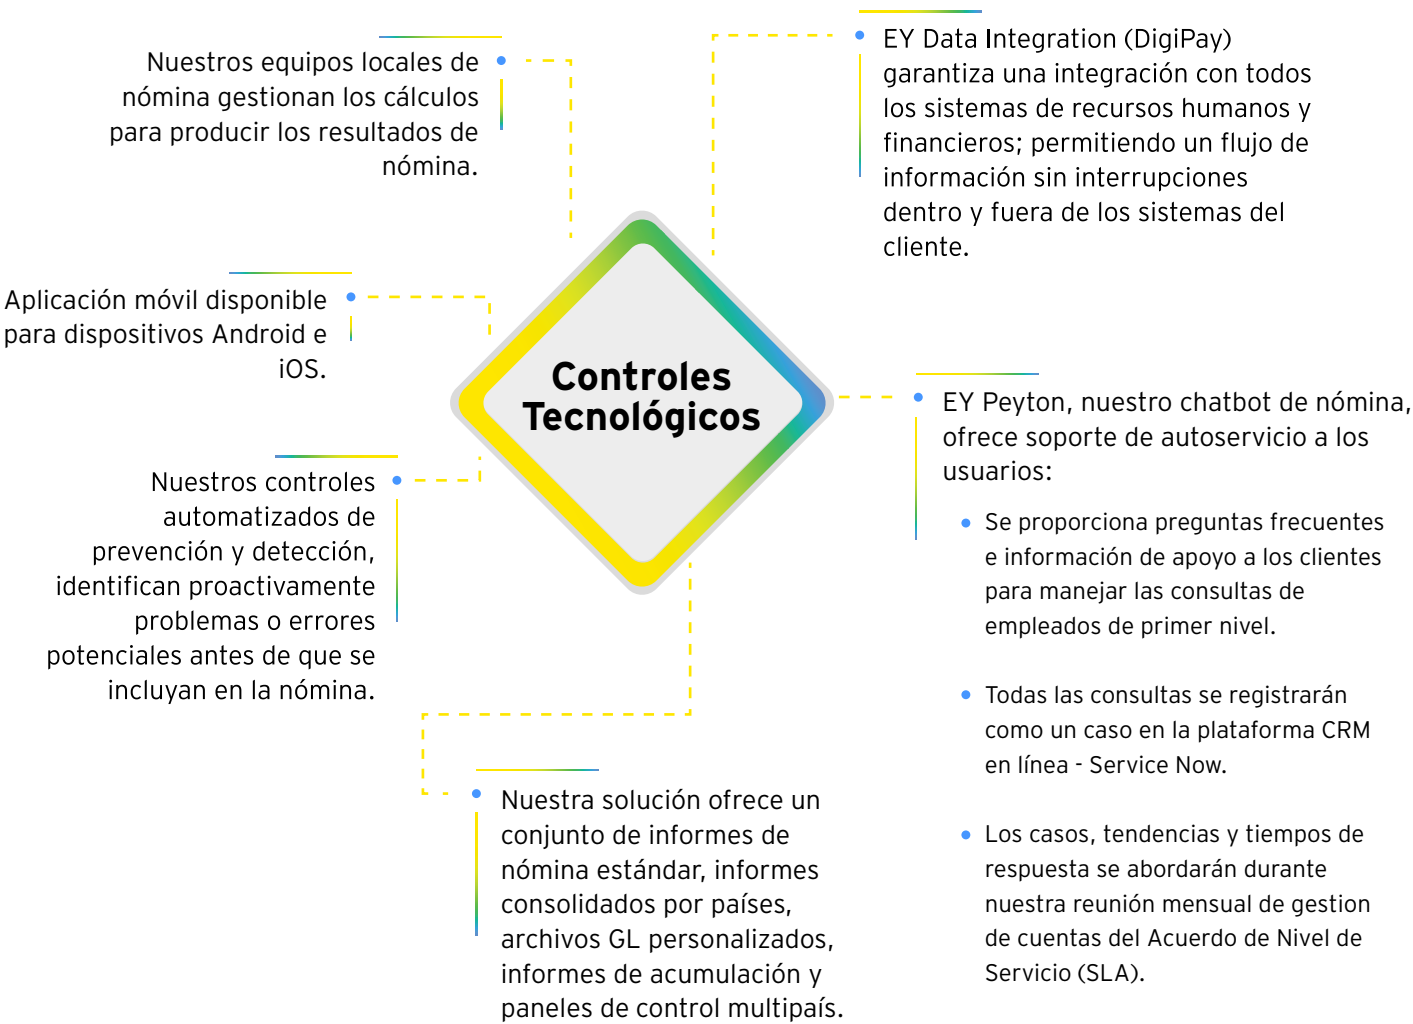 Nuestros equipos locales de
nómina gestionan los cálculos
para producir los resultados de
nómina.
Aplicación móvil disponible
para dispositivos Android e
iOS.
Nuestros controles
automatizados de
prevención y detección,
identifican proactivamente
problemas o errores
potenciales antes de que se
incluyan en la nómina.
Controles
Tecnológicos
Nuestra solución ofrece un
conjunto de informes de
nómina estándar, informes
consolidados por países,
archivos GL personalizados,
informes de acumulación y
paneles de control multipaís.
EY Data Integration (DigiPay)
garantiza una integración con todos
los sistemas de recursos humanos y
financieros; permitiendo un flujo de
información sin interrupciones
dentro y fuera de los sistemas del
cliente.
EY Peyton, nuestro chatbot de nómina,
ofrece soporte de autoservicio a los
usuarios:
Se proporciona preguntas frecuentes
e información de apoyo a los clientes
para manejar las consultas de
empleados de primer nivel.
Todas las consultas se registrarán
como un caso en la plataforma CRM
en línea - Service Now.
Los casos, tendencias y tiempos de
respuesta se abordarán durante
nuestra reunión mensual de gestion
de cuentas del Acuerdo de Nivel de
Servicio (SLA).